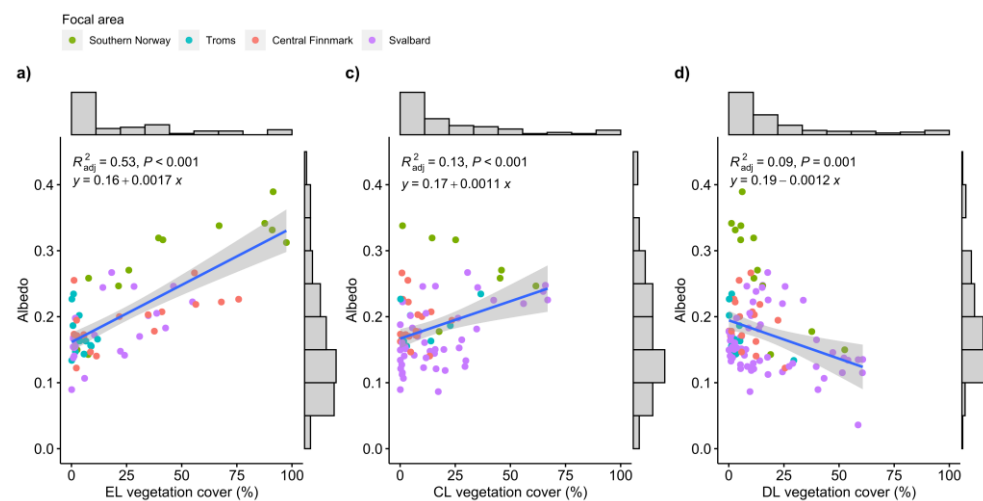 Focal area
Southern Norway Troms Central Finnmark Svalbard
a) c) d)
R²adj = 0.53, P < 0.001
y = 0.16 + 0.0017 x
R²adj = 0.13, P < 0.001
y = 0.17 + 0.0011 x
R²adj = 0.09, P = 0.001
y = 0.19 − 0.0012 x
Albedo
0.4
0.3
0.2
0.1
0.0
0 25 50 75 100
EL vegetation cover (%)
Albedo
0.4
0.3
0.2
0.1
0.0
0 25 50 75 100
CL vegetation cover (%)
Albedo
0.4
0.3
0.2
0.1
0.0
0 25 50 75 100
DL vegetation cover (%)